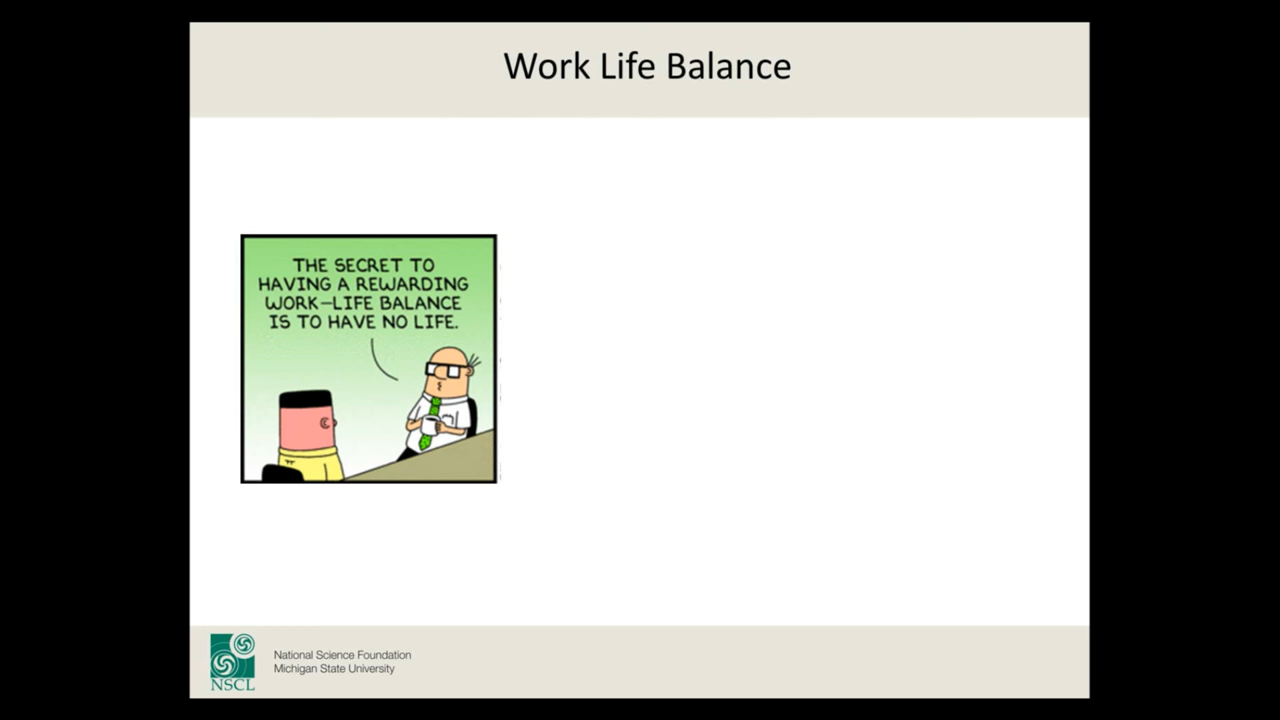 Work Life Balance
THE SECRET TO
HAVING A REWARDING
WORK–LIFE BALANCE
IS TO HAVE NO LIFE.
National Science Foundation
Michigan State University
NSCL